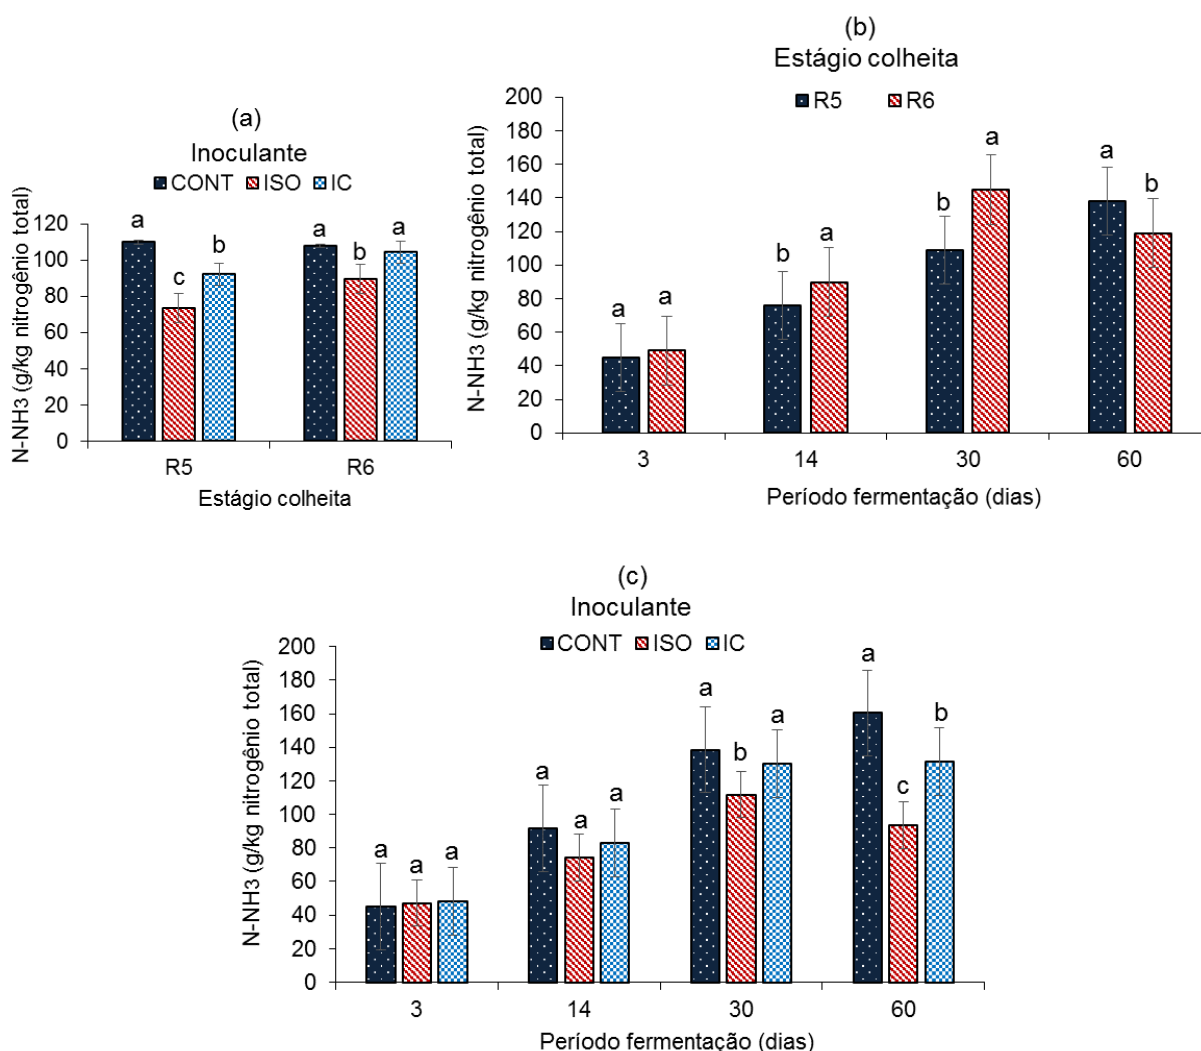 (a)
Inoculante
CONT ISO IC
N-NH3 (g/kg nitrogênio total)
120
100
80
60
40
20
0
a c b a b a
R5 R6
Estágio colheita
(b)
Estágio colheita
R5 R6
N-NH3 (g/kg nitrogênio total)
200
180
160
140
120
100
80
60
40
20
0
a a b a b a a b
3 14 30 60
Período fermentação (dias)
(c)
Inoculante
CONT ISO IC
N-NH3 (g/kg nitrogênio total)
200
180
160
140
120
100
80
60
40
20
0
a a a a a a a b a a c b
3 14 30 60
Período fermentação (dias)